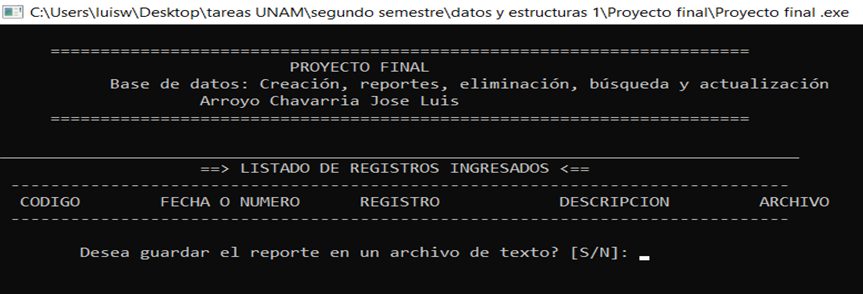 C:\Users\luisw\Desktop\tareas UNAM\segundo semestre\datos y estructuras 1\Proyecto final\Proyecto final .exe
======================================================================
PROYECTO FINAL
Base de datos: Creación, reportes, eliminación, búsqueda y actualización
Arroyo Chavarria Jose Luis
======================================================================
________________________________________________________________________________
==> LISTADO DE REGISTROS INGRESADOS <==
------------------------------------------------------------------------------
CODIGO FECHA O NUMERO REGISTRO DESCRIPCION ARCHIVO
------------------------------------------------------------------------------
Desea guardar el reporte en un archivo de texto? [S/N]: _